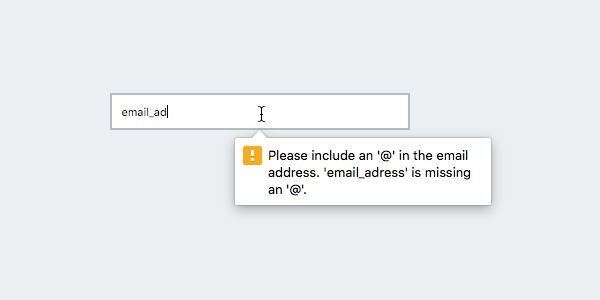 email_ad
Please include an '@' in the email
address. 'email_adress' is missing
an '@'.